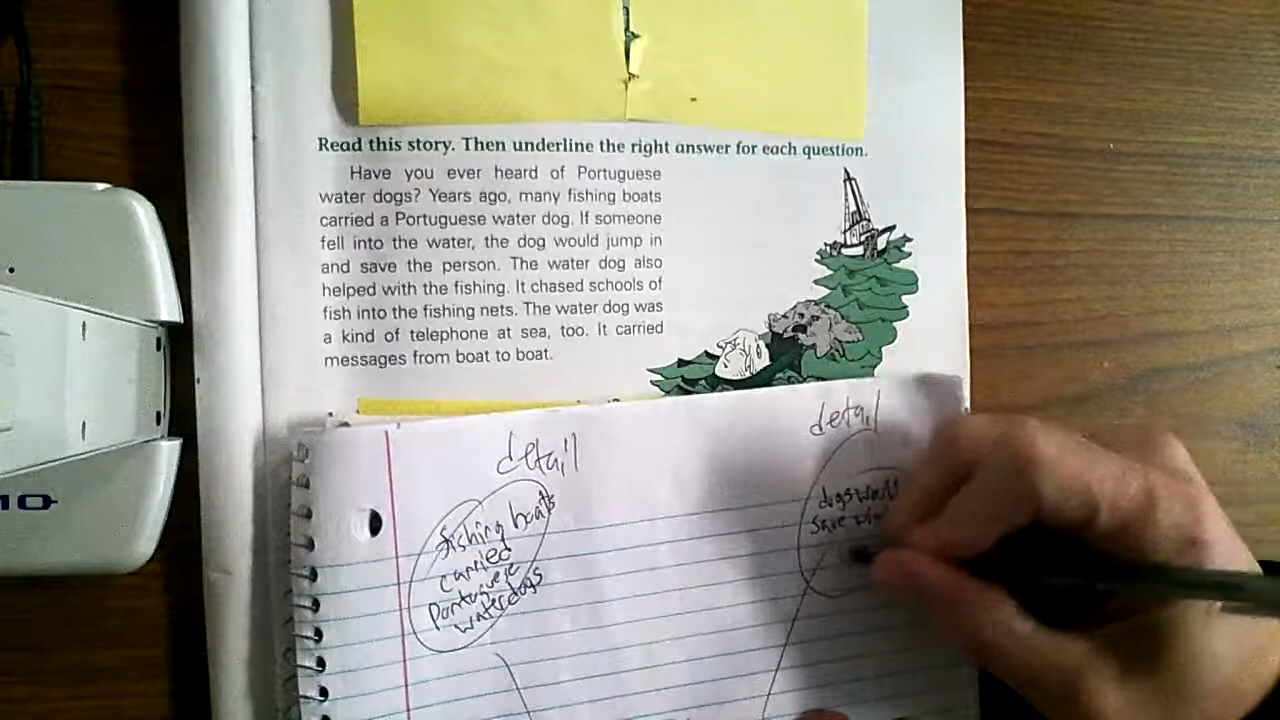 Read this story. Then underline the right answer for each question.
Have you ever heard of Portuguese
water dogs? Years ago, many fishing boats
carried a Portuguese water dog. If someone
fell into the water, the dog would jump in
and save the person. The water dog also
helped with the fishing. It chased schools of
fish into the fishing nets. The water dog was
a kind of telephone at sea, too. It carried
messages from boat to boat.
detail
fishing boats
carried
Portuguese
waterdogs
detail
dogs
save